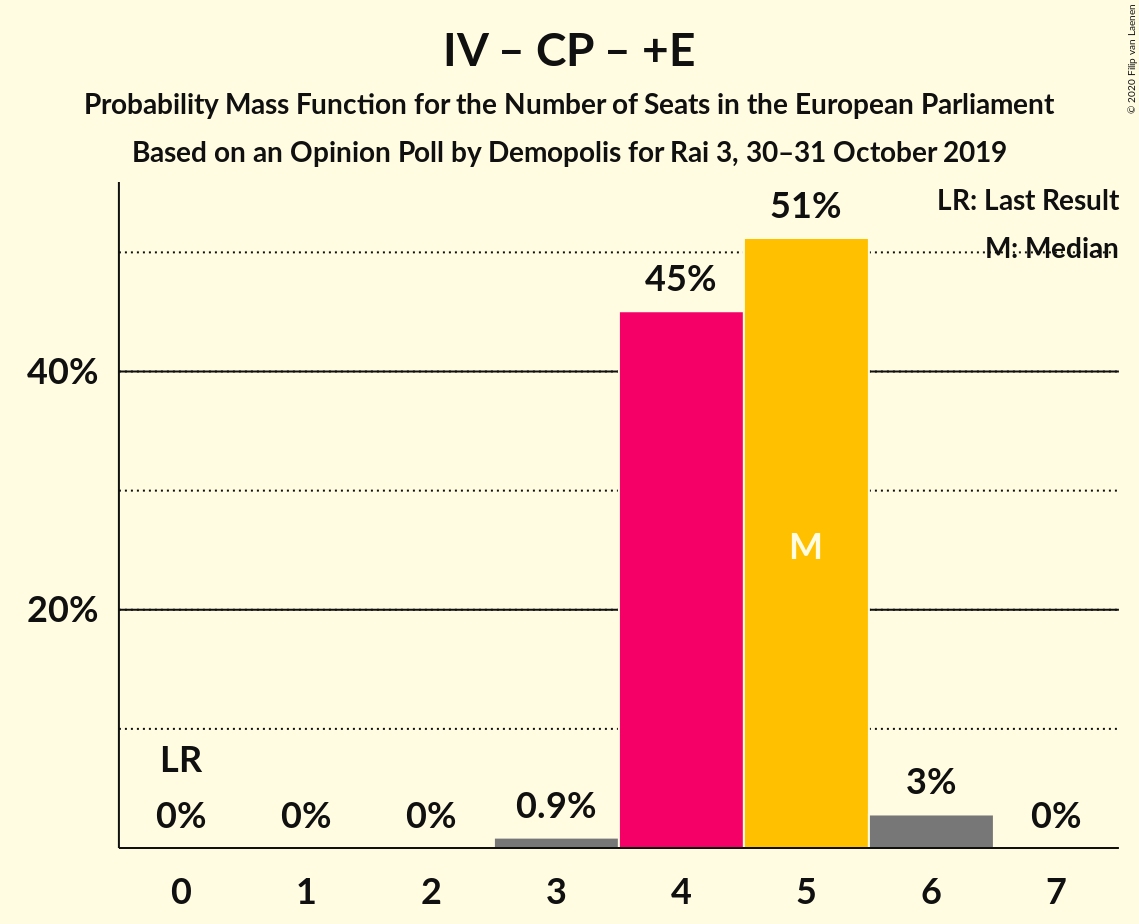 IV – CP – +E
Probability Mass Function for the Number of Seats in the European Parliament
Based on an Opinion Poll by Demopolis for Rai 3, 30–31 October 2019
© 2020 Filip van Laenen
LR: Last Result
M: Median
51%
45%
40%
M
20%
LR
0%
0%
0%
0.9%
3%
0%
0 1 2 3 4 5 6 7